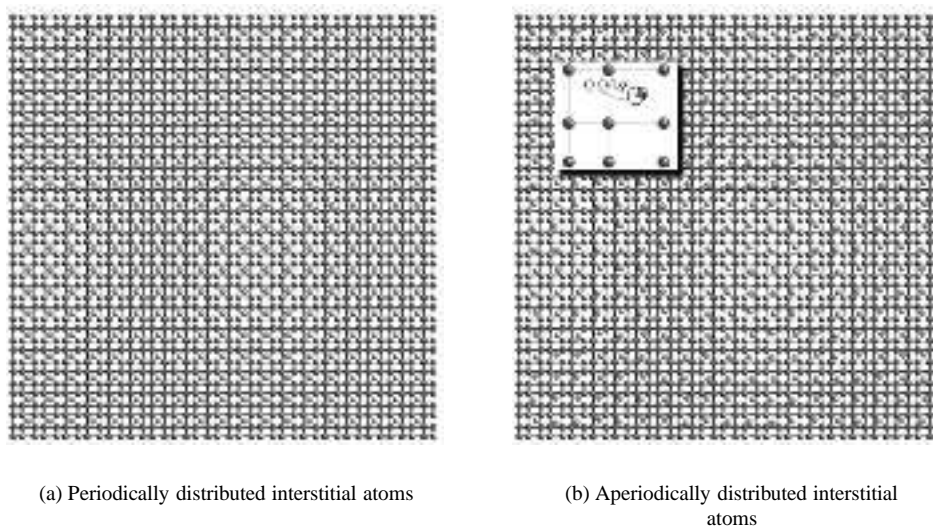 (a) Periodically distributed interstitial atoms
(b) Aperiodically distributed interstitial
atoms